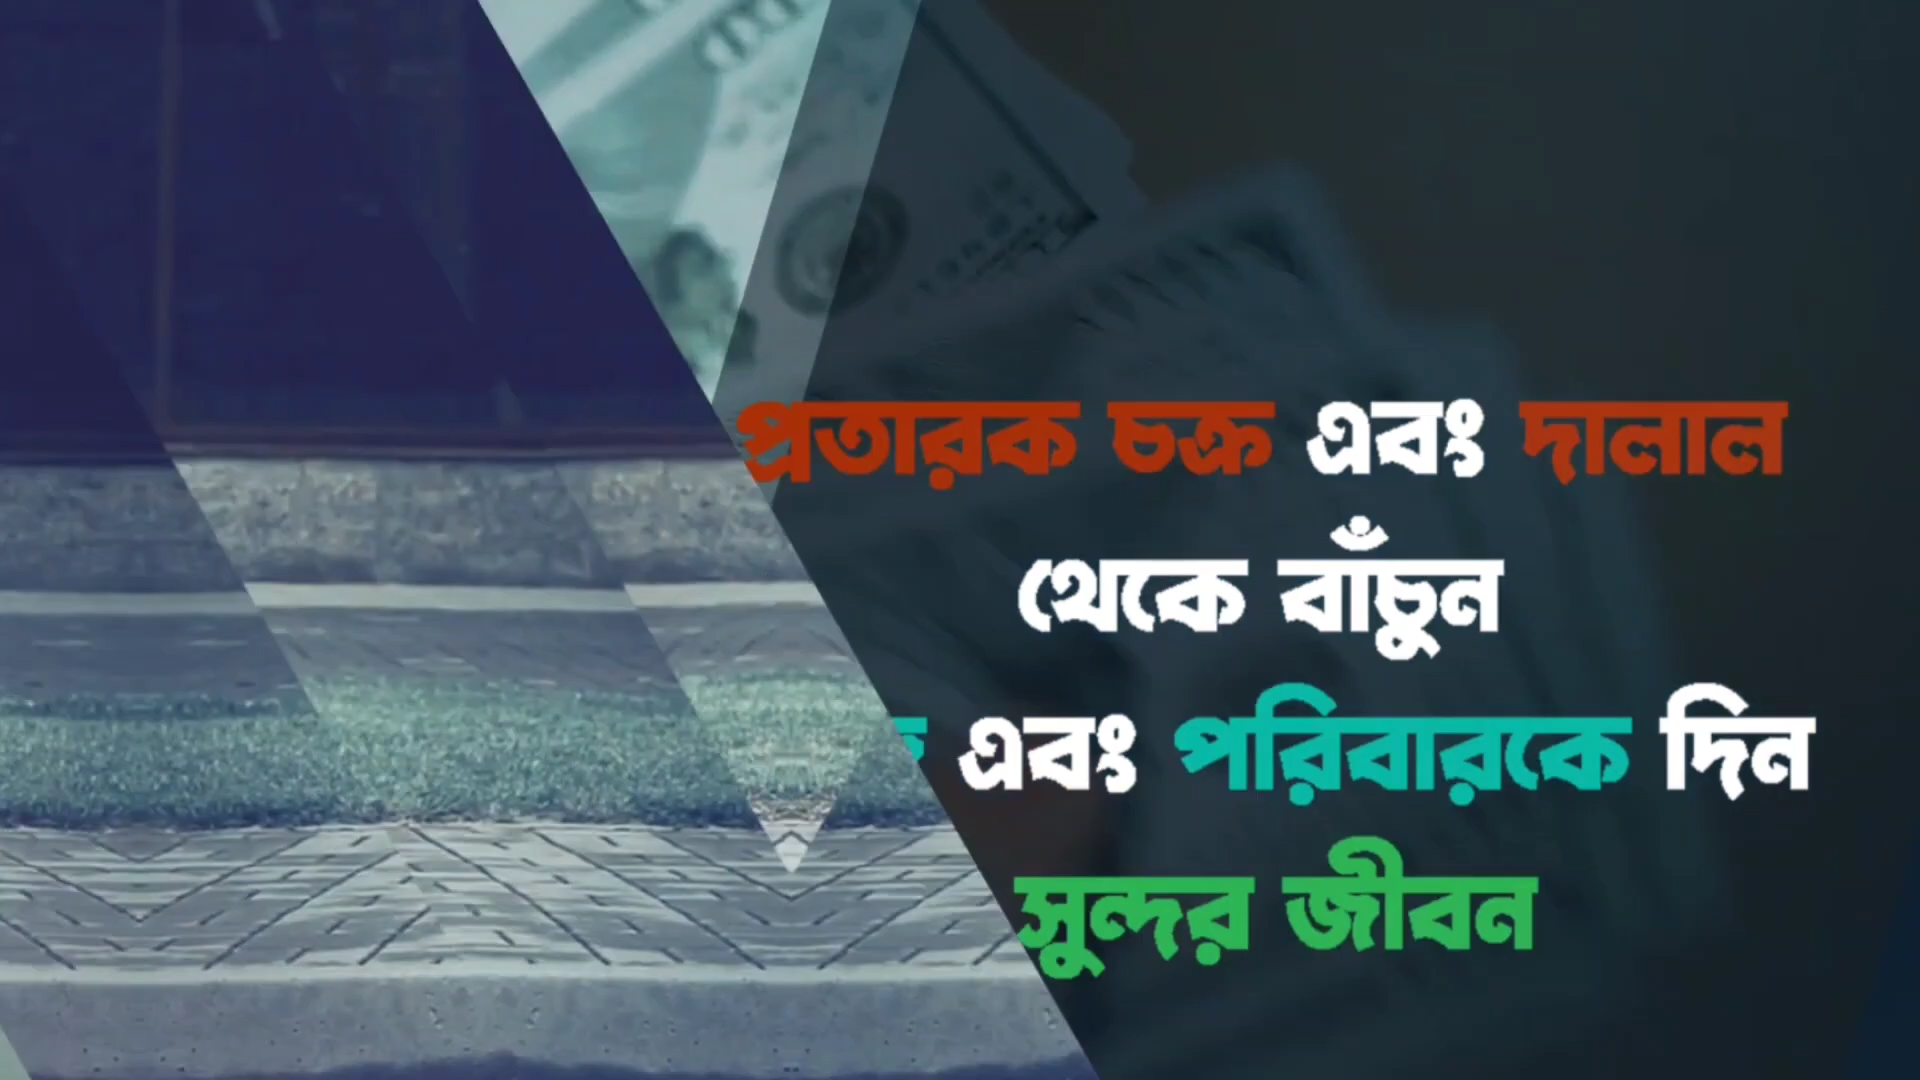 প্রতারক চক্র এবং দালাল
থেকে বাঁচুন
এবং পরিবারকে দিন
সুন্দর জীবন